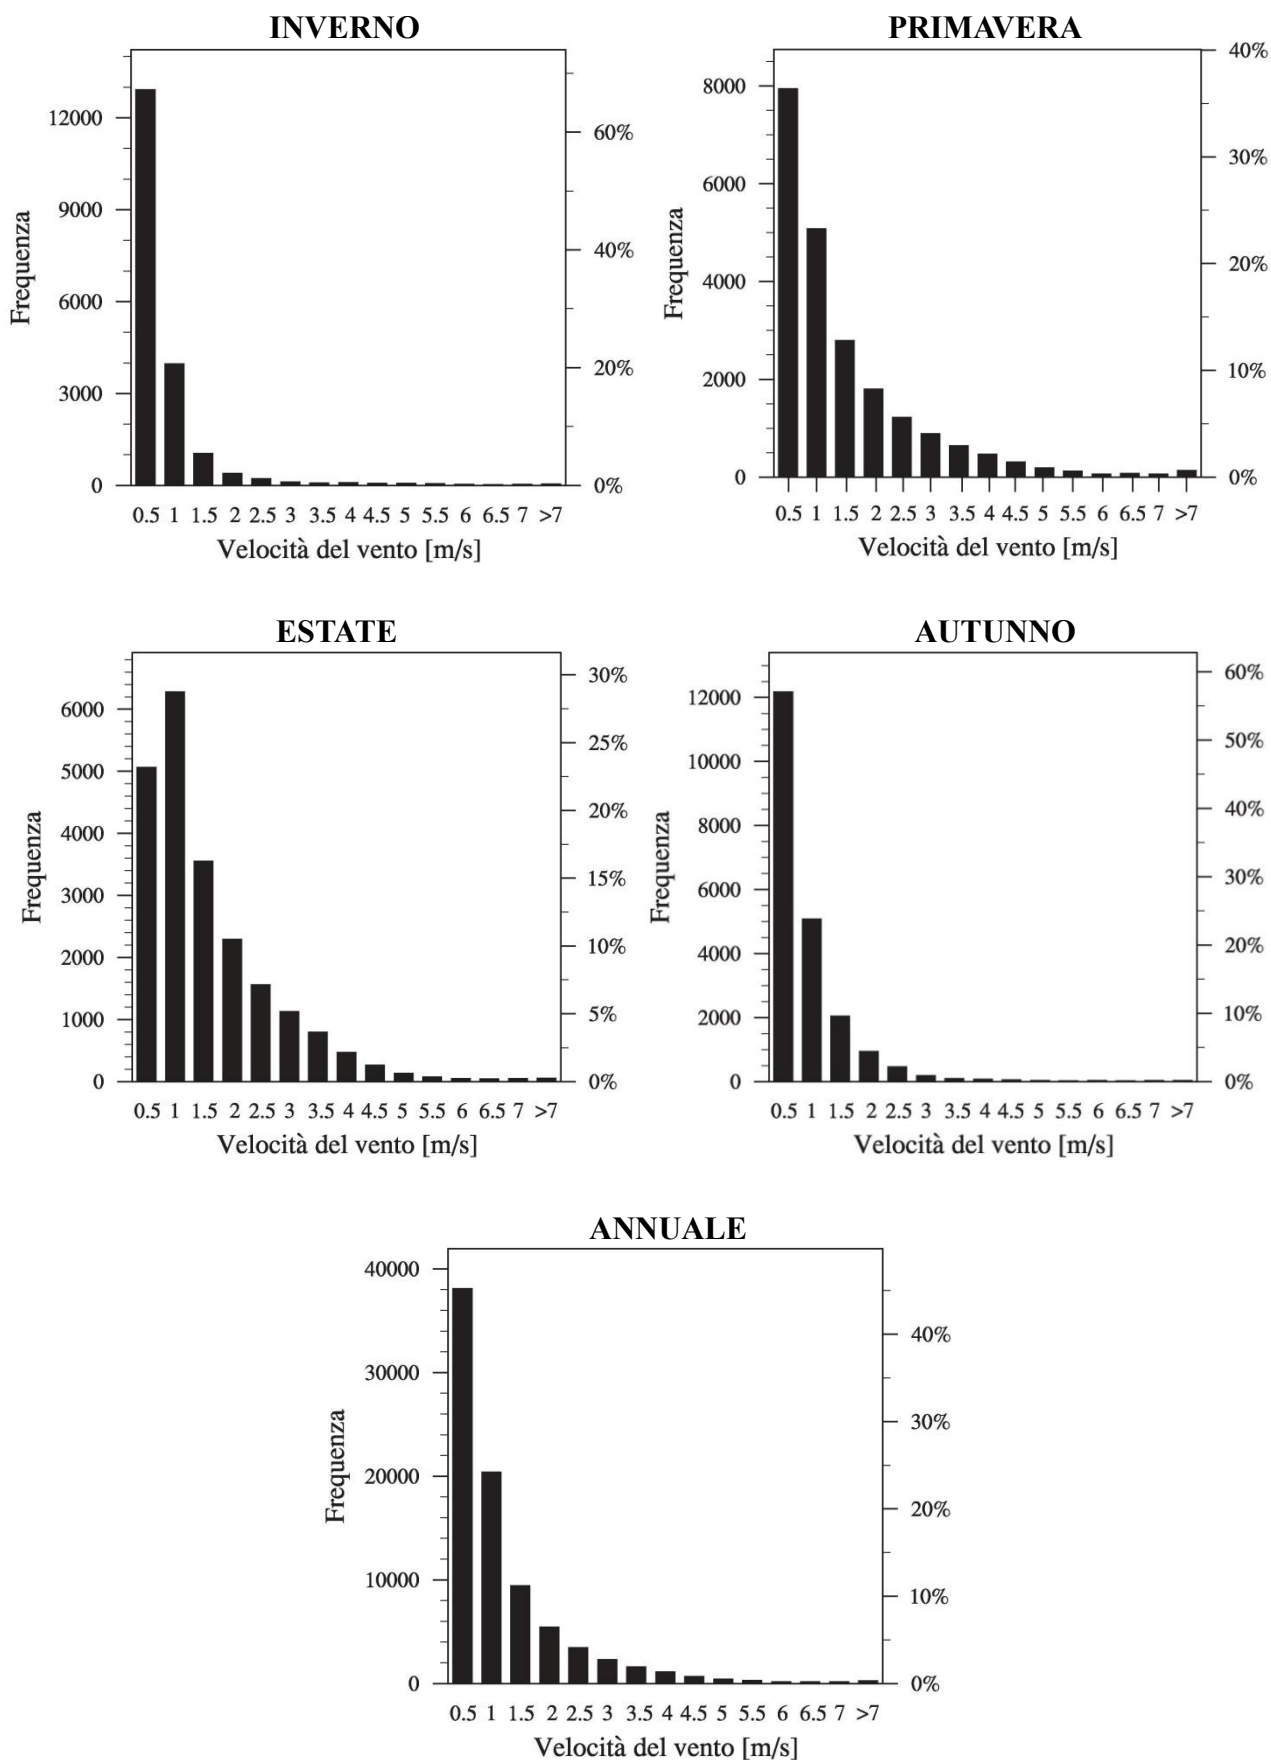 INVERNO
12000
9000
6000
3000
0
Frequenza
60%
40%
20%
0%
0.5 1 1.5 2 2.5 3 3.5 4 4.5 5 5.5 6 6.5 7 >7
Velocità del vento [m/s]
PRIMAVERA
8000
6000
4000
2000
0
Frequenza
40%
30%
20%
10%
0%
0.5 1 1.5 2 2.5 3 3.5 4 4.5 5 5.5 6 6.5 7 >7
Velocità del vento [m/s]
ESTATE
6000
5000
4000
3000
2000
1000
0
Frequenza
30%
25%
20%
15%
10%
5%
0%
0.5 1 1.5 2 2.5 3 3.5 4 4.5 5 5.5 6 6.5 7 >7
Velocità del vento [m/s]
AUTUNNO
12000
10000
8000
6000
4000
2000
0
Frequenza
60%
50%
40%
30%
20%
10%
0%
0.5 1 1.5 2 2.5 3 3.5 4 4.5 5 5.5 6 6.5 7 >7
Velocità del vento [m/s]
ANNUALE
40000
30000
20000
10000
0
Frequenza
40%
30%
20%
10%
0%
0.5 1 1.5 2 2.5 3 3.5 4 4.5 5 5.5 6 6.5 7 >7
Velocità del vento [m/s]